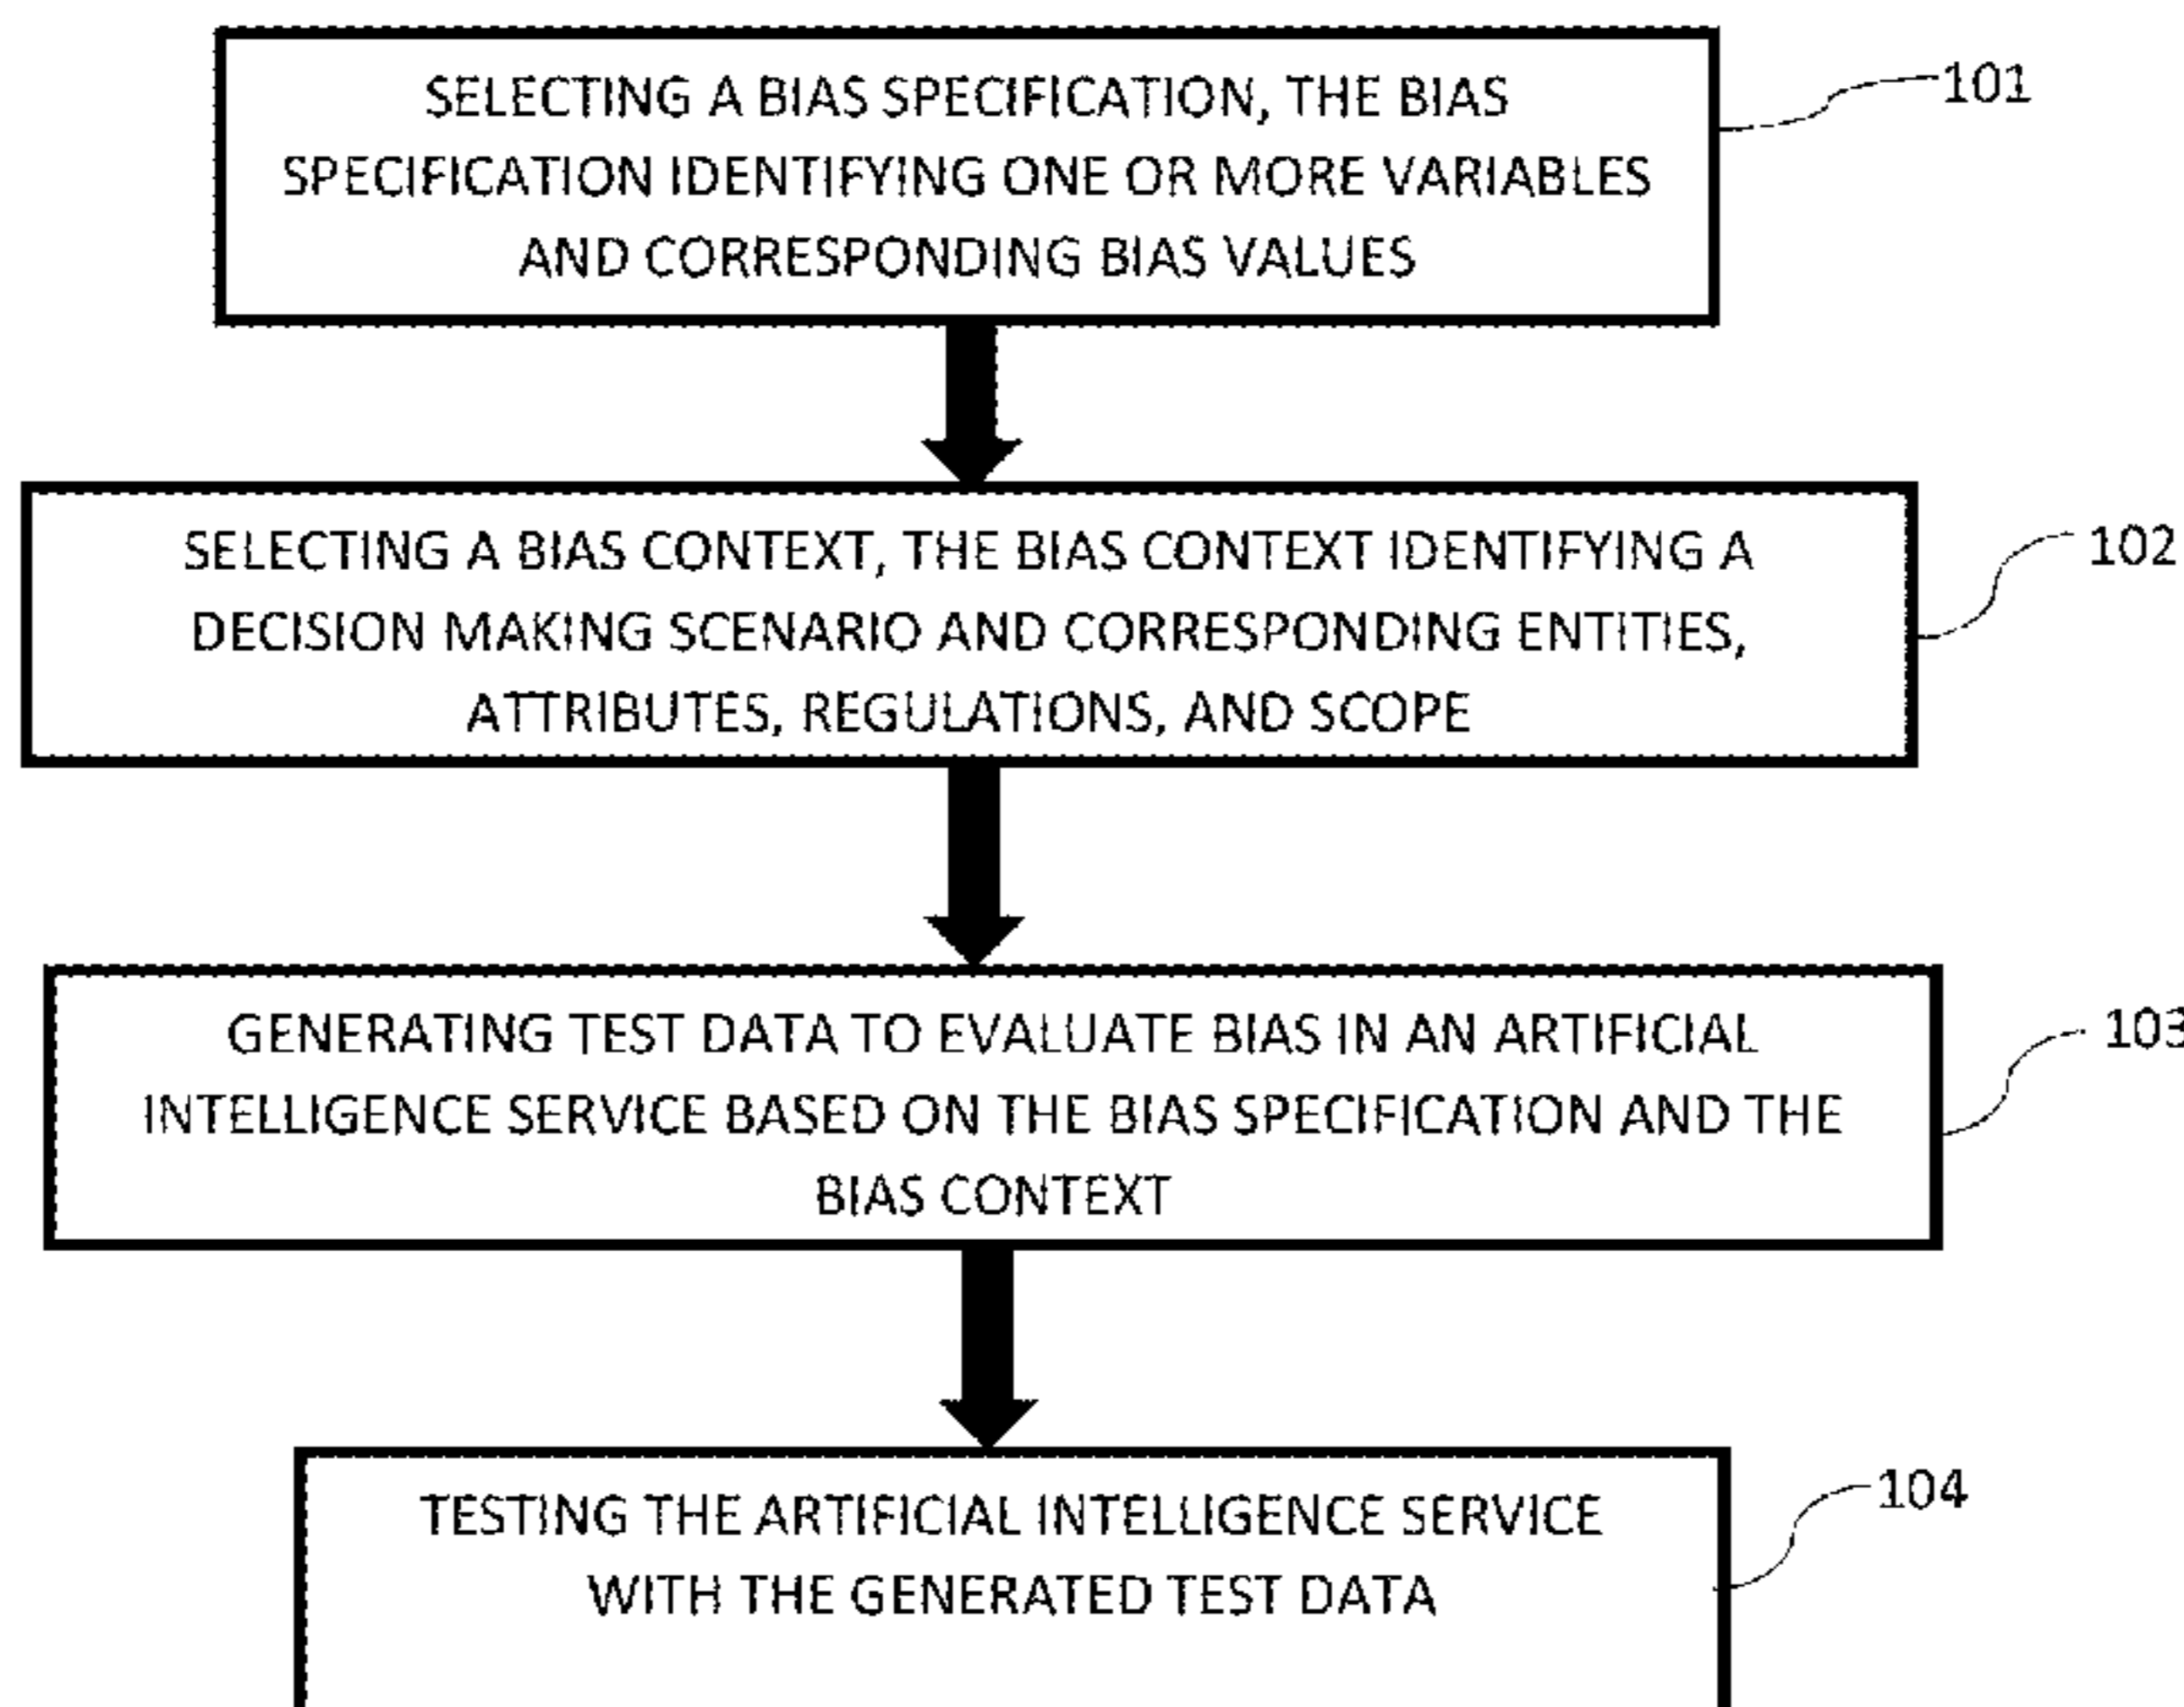 SELECTING A BIAS SPECIFICATION, THE BIAS
SPECIFICATION IDENTIFYING ONE OR MORE VARIABLES
AND CORRESPONDING BIAS VALUES
101
SELECTING A BIAS CONTEXT, THE BIAS CONTEXT IDENTIFYING A
DECISION MAKING SCENARIO AND CORRESPONDING ENTITIES,
ATTRIBUTES, REGULATIONS, AND SCOPE
102
GENERATING TEST DATA TO EVALUATE BIAS IN AN ARTIFICIAL
INTELLIGENCE SERVICE BASED ON THE BIAS SPECIFICATION AND THE
BIAS CONTEXT
103
TESTING THE ARTIFICIAL INTELLIGENCE SERVICE
WITH THE GENERATED TEST DATA
104